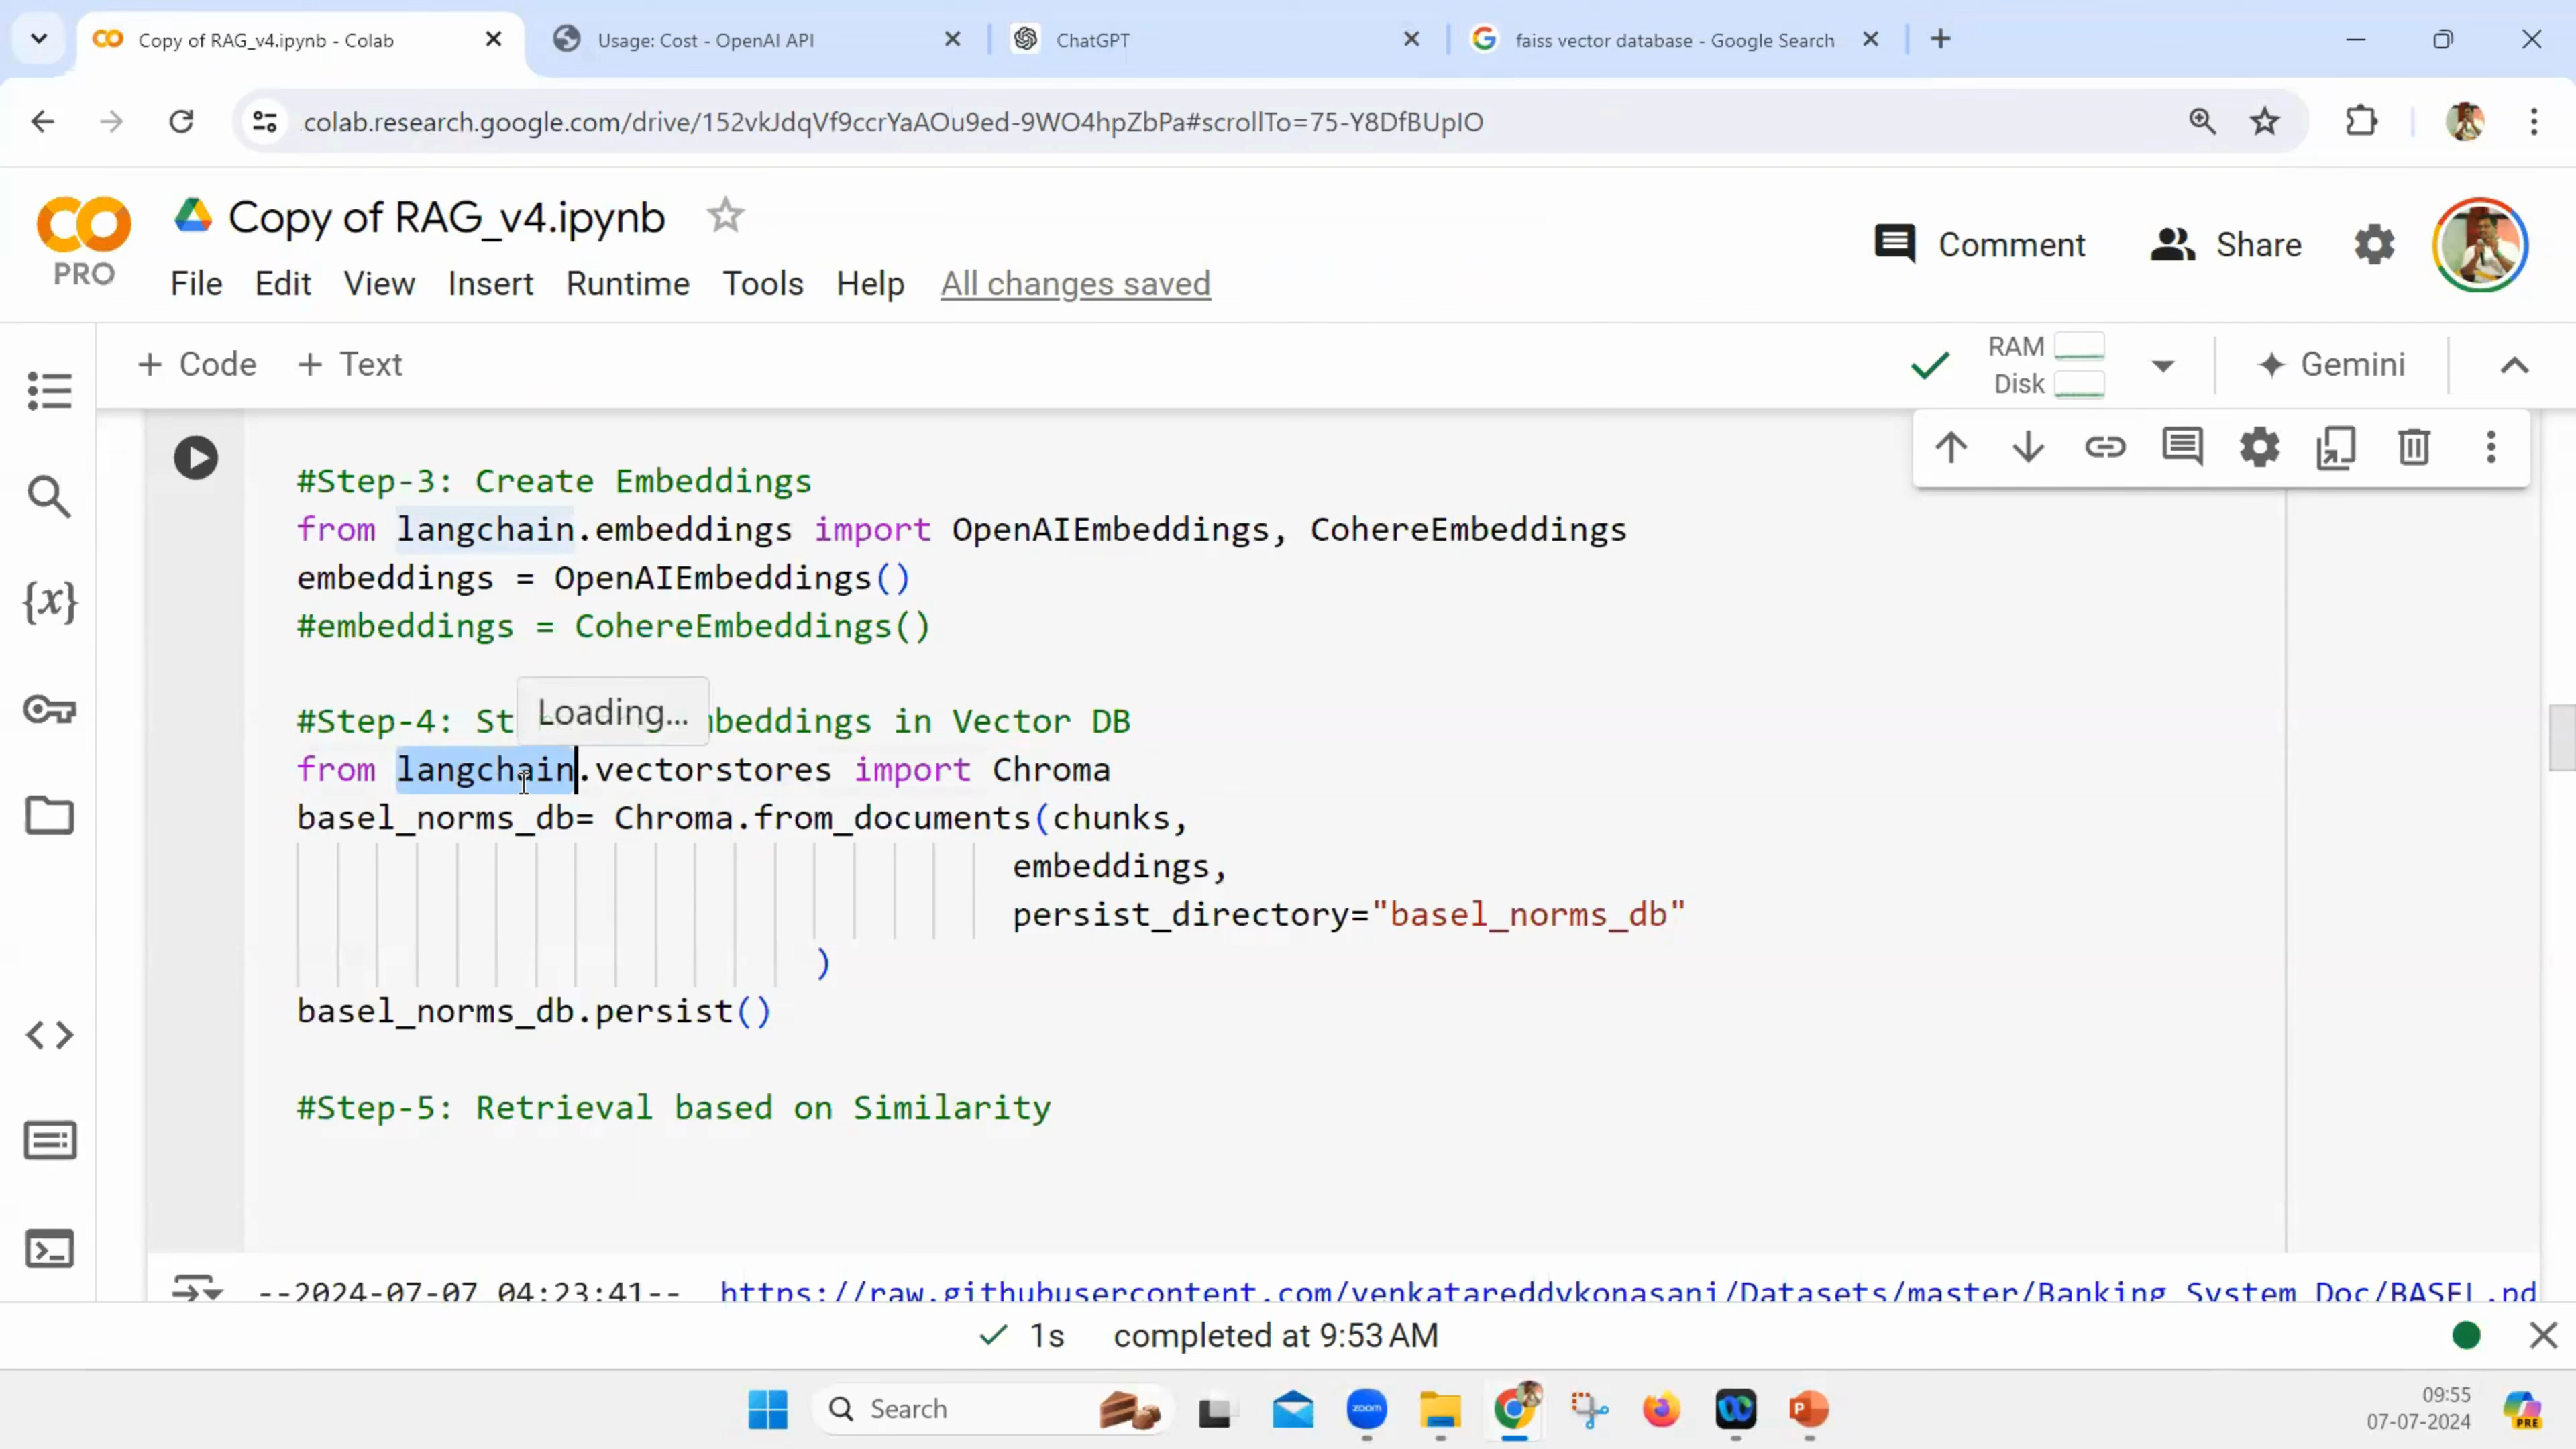 Copy of RAG_v4.ipynb - Colab
Usage: Cost - OpenAI API
ChatGPT
faiss vector database - Google Search
colab.research.google.com/drive/152vkJdqVf9ccrYaAOu9ed-9WO4hpZbPa#scrollTo=75-Y8DfBUpIO
PRO
Copy of RAG_v4.ipynb
File Edit View Insert Runtime Tools Help All changes saved
Comment
Share
+ Code + Text
RAM
Disk
Gemini
#Step-3: Create Embeddings
from langchain.embeddings import OpenAIEmbeddings, CohereEmbeddings
embeddings = OpenAIEmbeddings()
#embeddings = CohereEmbeddings()
Loading...
#Step-4: St beddings in Vector DB
from langchain.vectorstores import Chroma
basel_norms_db= Chroma.from_documents(chunks,
embeddings,
persist_directory="basel_norms_db"
)
basel_norms_db.persist()
#Step-5: Retrieval based on Similarity
{x}
--2024-07-07 04:23:41-- https://raw.githubusercontent.com/venkatareddykonasani/Datasets/master/Banking System Doc/BASEL.pd
1s completed at 9:53 AM
Search
zoom
09:55
07-07-2024
PRE